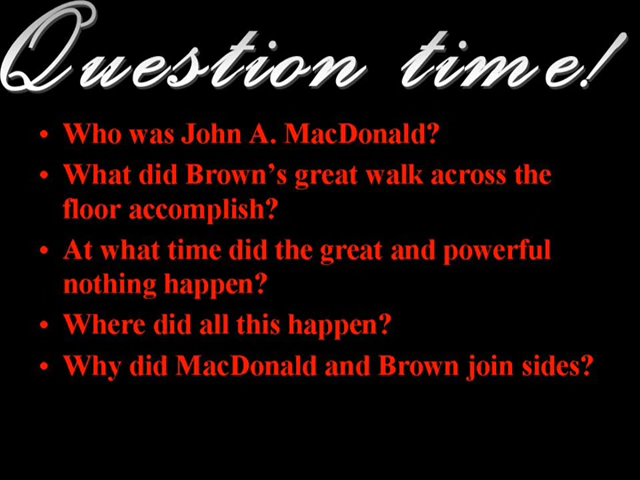 Question time!
• Who was John A. MacDonald?
• What did Brown’s great walk across the
floor accomplish?
• At what time did the great and powerful
nothing happen?
• Where did all this happen?
• Why did MacDonald and Brown join sides?